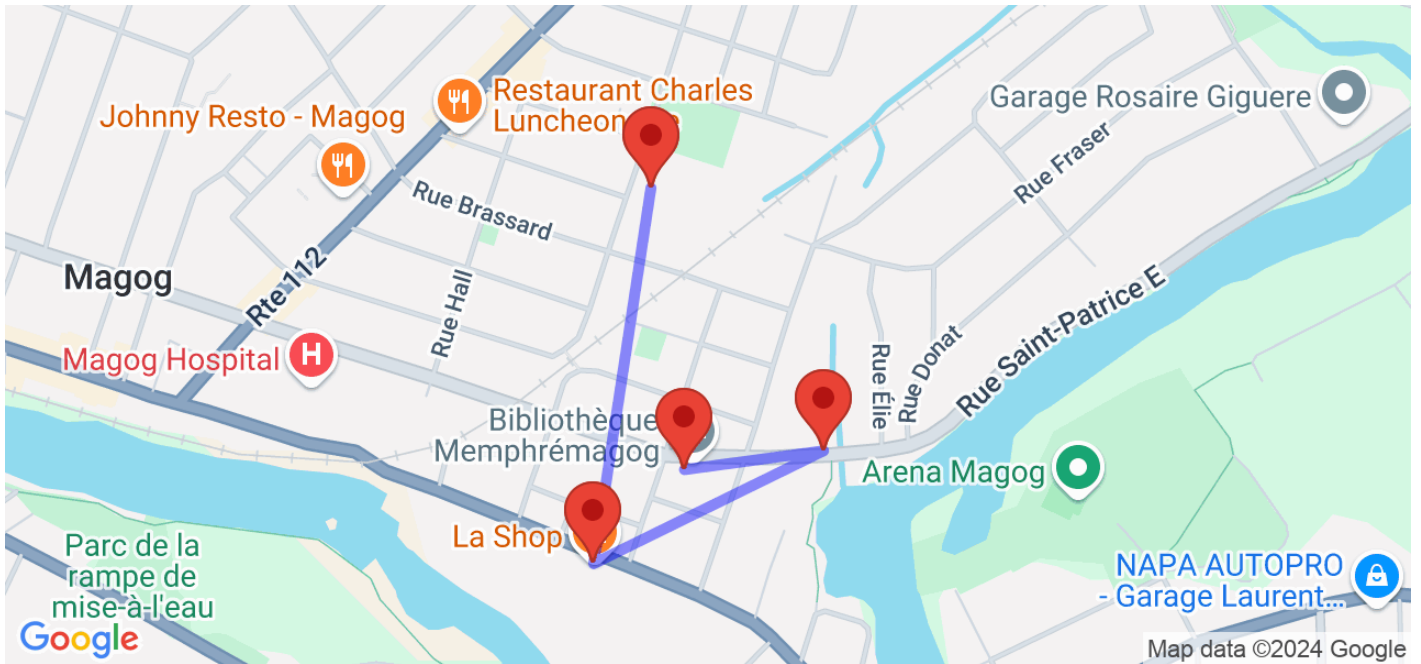 Restaurant Charles
Johnny Resto - Magog
Garage Rosaire Giguere
Rue Fraser
Rue Brassard
Magog
Rte 112
Rue Hall
Magog Hospital
Rue Élie
Rue Donat
Rue Saint-Patrice E
Bibliothèque
Memphrémagog
Arena Magog
La Shop
Parc de la
rampe de
mise-à-l'eau
NAPA AUTOPRO
- Garage Laurent...
Google
Map data ©2024 Google